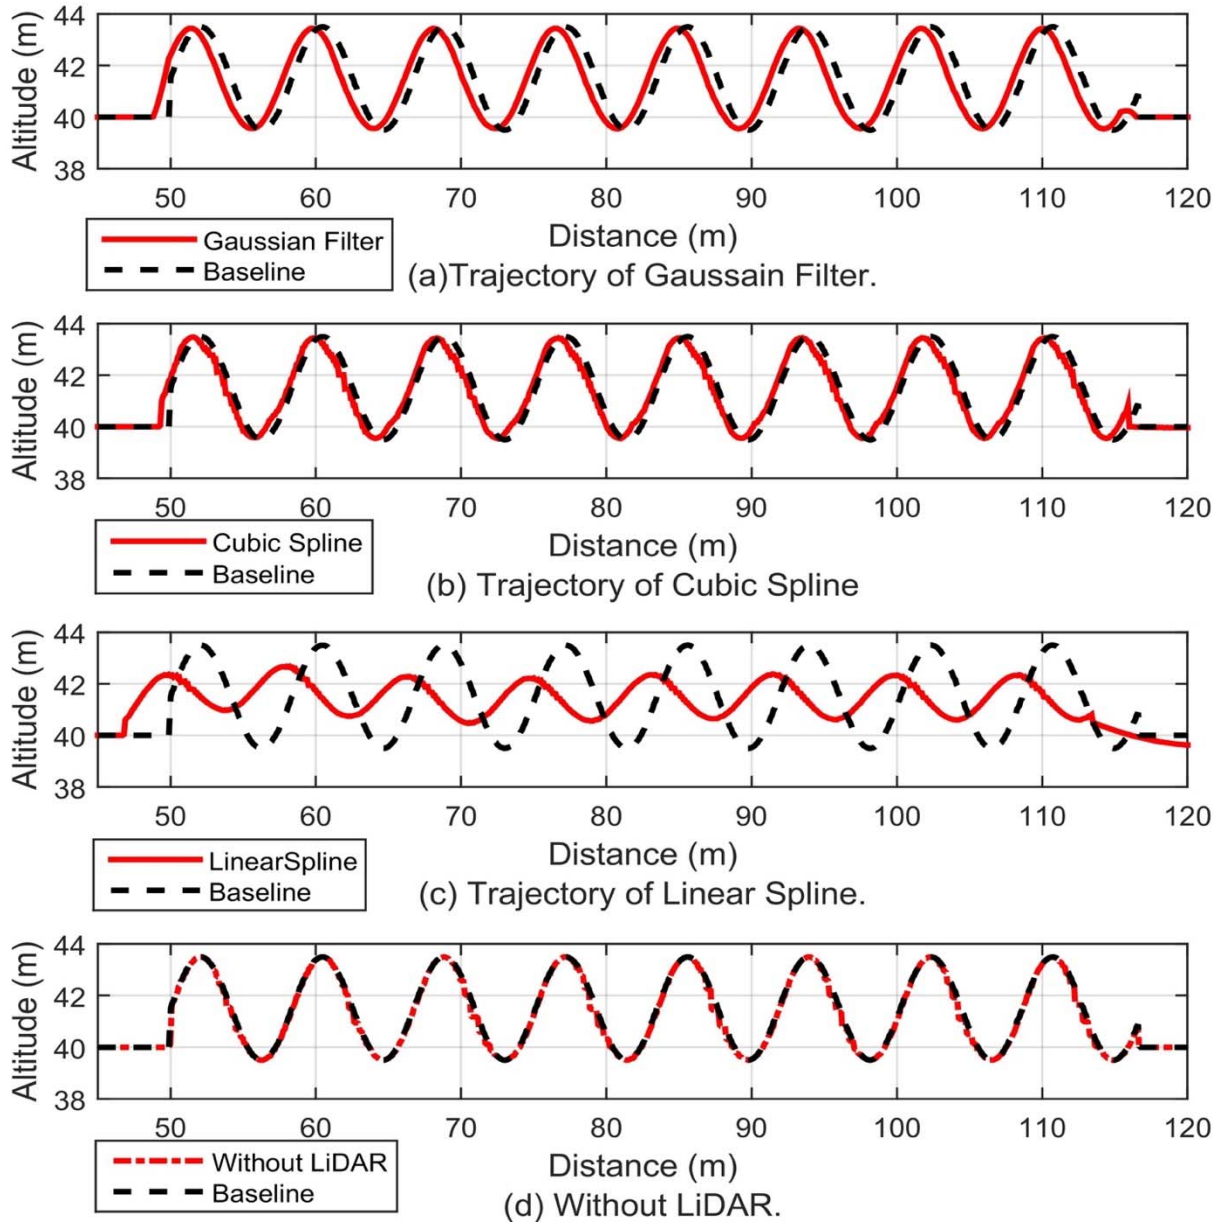 44
42
40
38
Altitude (m)
50 60 70 80 90 100 110 120
Distance (m)
Gaussian Filter
Baseline
(a)Trajectory of Gaussain Filter.
44
42
40
38
Altitude (m)
50 60 70 80 90 100 110 120
Distance (m)
Cubic Spline
Baseline
(b) Trajectory of Cubic Spline
44
42
40
38
Altitude (m)
50 60 70 80 90 100 110 120
Distance (m)
LinearSpline
Baseline
(c) Trajectory of Linear Spline.
44
42
40
38
Altitude (m)
50 60 70 80 90 100 110 120
Distance (m)
Without LiDAR
Baseline
(d) Without LiDAR.